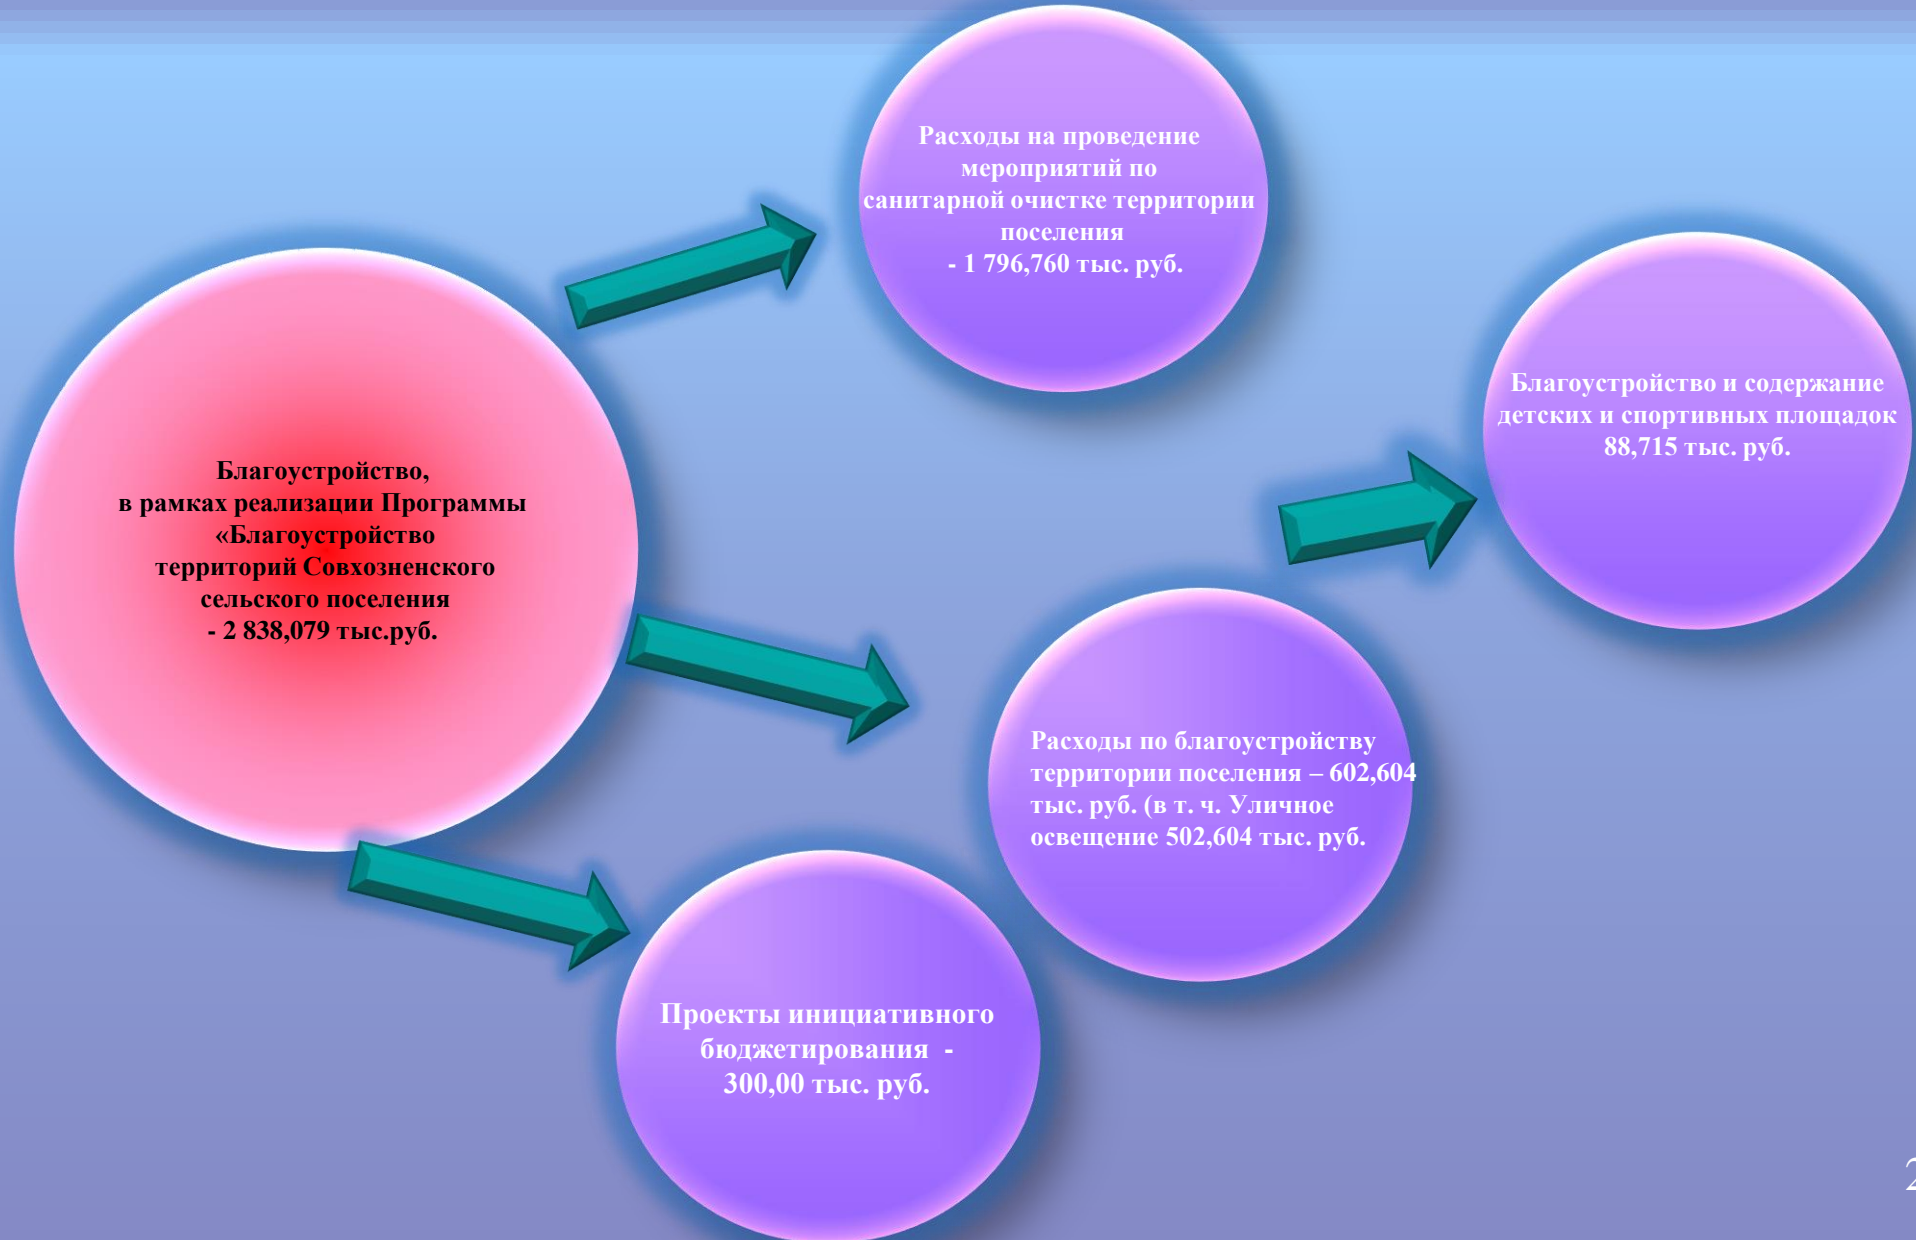 Расходы на проведение
мероприятий по
санитарной очистке территории
поселения
- 1 796,760 тыс. руб.
Благоустройство и содержание
детских и спортивных площадок
88,715 тыс. руб.
Благоустройство,
в рамках реализации Программы
«Благоустройство
территорий Совхозненского
сельского поселения
- 2 838,079 тыс.руб.
Расходы по благоустройству
территории поселения – 602,604
тыс. руб. (в т. ч. Уличное
освещение 502,604 тыс. руб.
Проекты инициативного
бюджетирования -
300,00 тыс. руб.